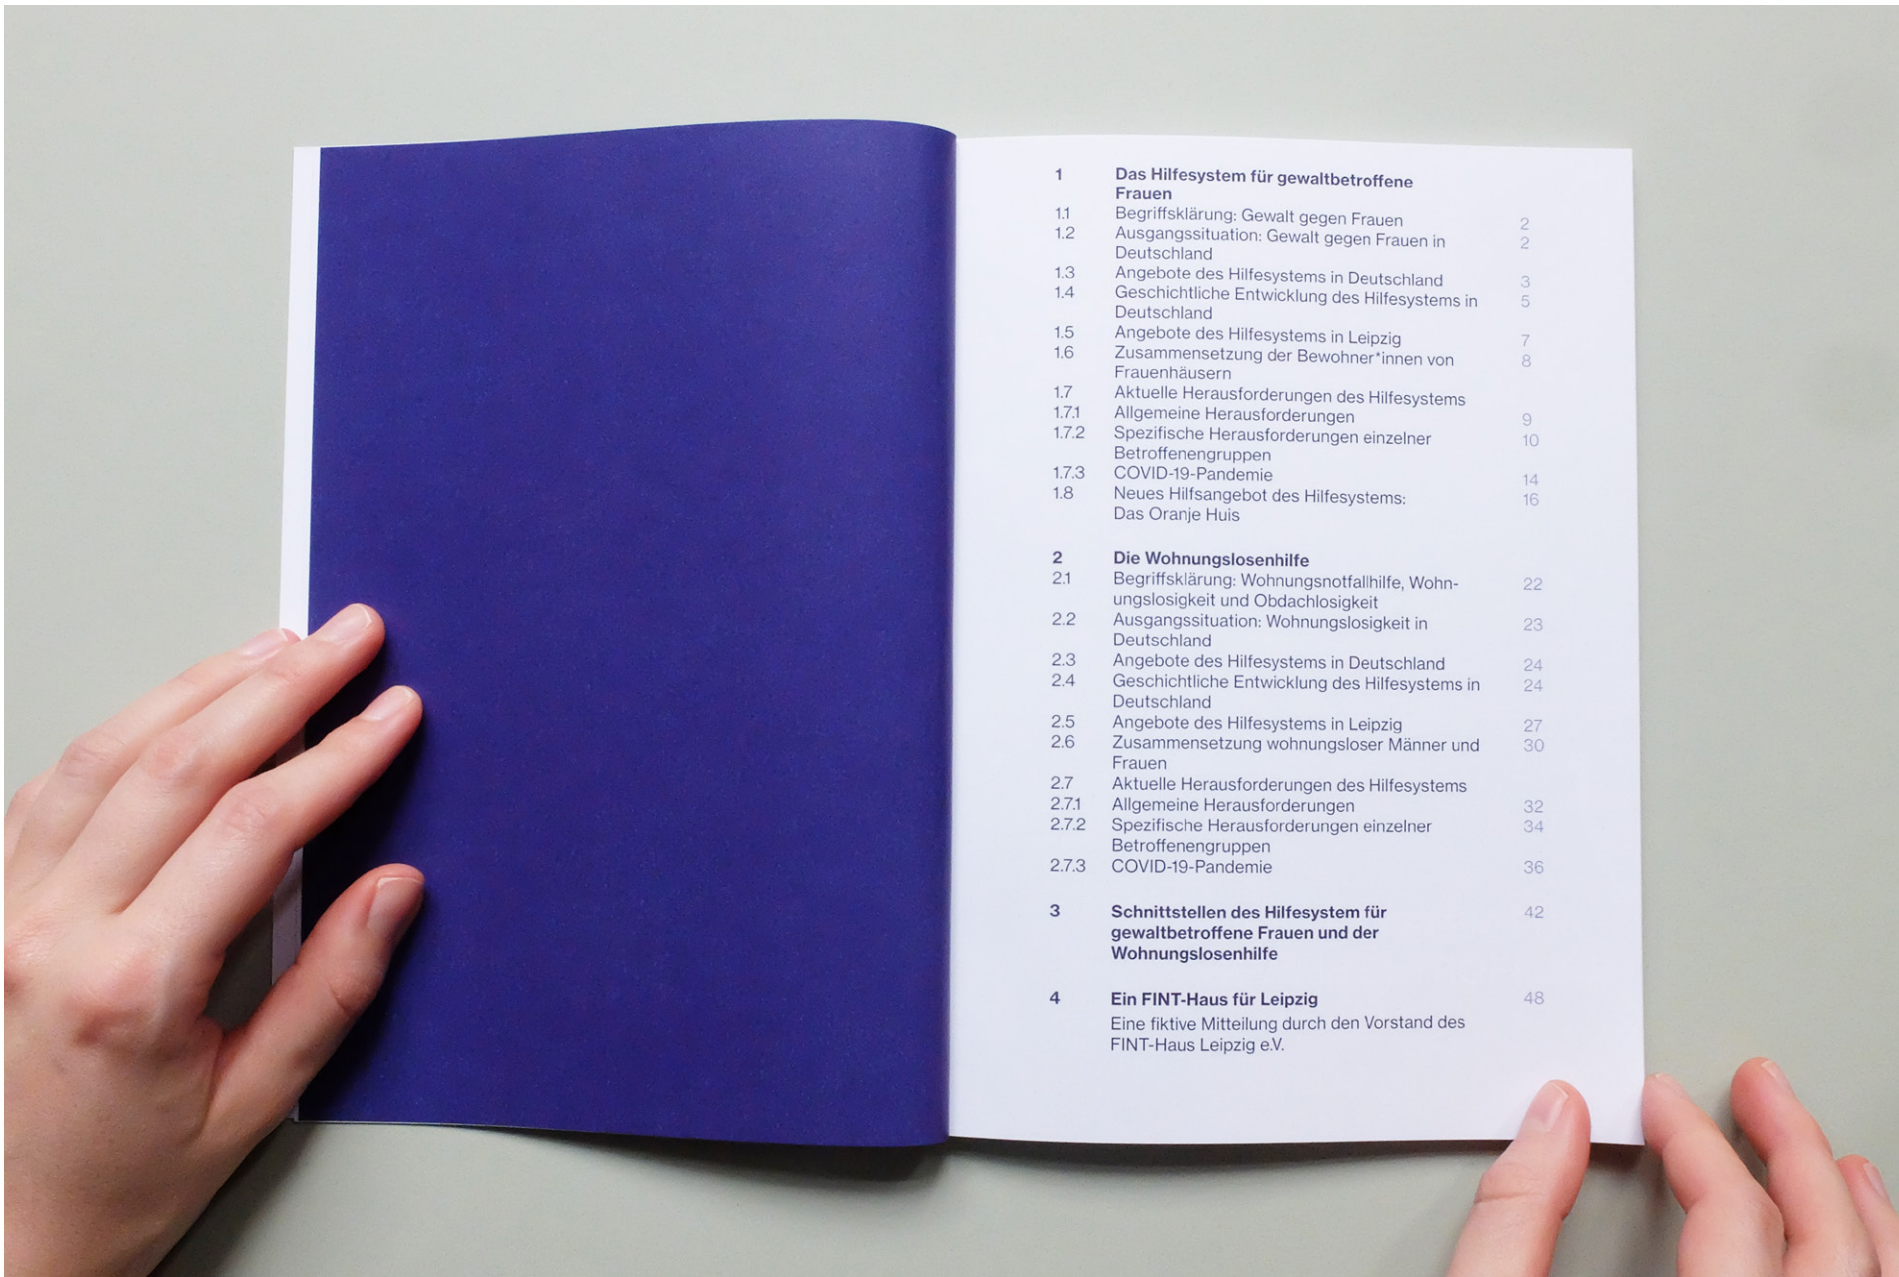 1 Das Hilfesystem für gewaltbetroffene
Frauen
1.1 Begriffsklärung: Gewalt gegen Frauen 2
1.2 Ausgangssituation: Gewalt gegen Frauen in 2
Deutschland
1.3 Angebote des Hilfesystems in Deutschland 3
1.4 Geschichtliche Entwicklung des Hilfesystems in 5
Deutschland
1.5 Angebote des Hilfesystems in Leipzig 7
1.6 Zusammensetzung der Bewohner*innen von 8
Frauenhäusern
1.7 Aktuelle Herausforderungen des Hilfesystems
1.7.1 Allgemeine Herausforderungen 9
1.7.2 Spezifische Herausforderungen einzelner 10
Betroffenengruppen
1.7.3 COVID-19-Pandemie 14
1.8 Neues Hilfsangebot des Hilfesystems: 16
Das Oranje Huis
2 Die Wohnungslosenhilfe
2.1 Begriffsklärung: Wohnungsnotfallhilfe, Wohn- 22
ungslosigkeit und Obdachlosigkeit
2.2 Ausgangssituation: Wohnungslosigkeit in 23
Deutschland
2.3 Angebote des Hilfesystems in Deutschland 24
2.4 Geschichtliche Entwicklung des Hilfesystems in 24
Deutschland
2.5 Angebote des Hilfesystems in Leipzig 27
2.6 Zusammensetzung wohnungsloser Männer und 30
Frauen
2.7 Aktuelle Herausforderungen des Hilfesystems
2.7.1 Allgemeine Herausforderungen 32
2.7.2 Spezifische Herausforderungen einzelner 34
Betroffenengruppen
2.7.3 COVID-19-Pandemie 36
3 Schnittstellen des Hilfesystem für 42
gewaltbetroffene Frauen und der
Wohnungslosenhilfe
4 Ein FINT-Haus für Leipzig 48
Eine fiktive Mitteilung durch den Vorstand des
FINT-Haus Leipzig e.V.